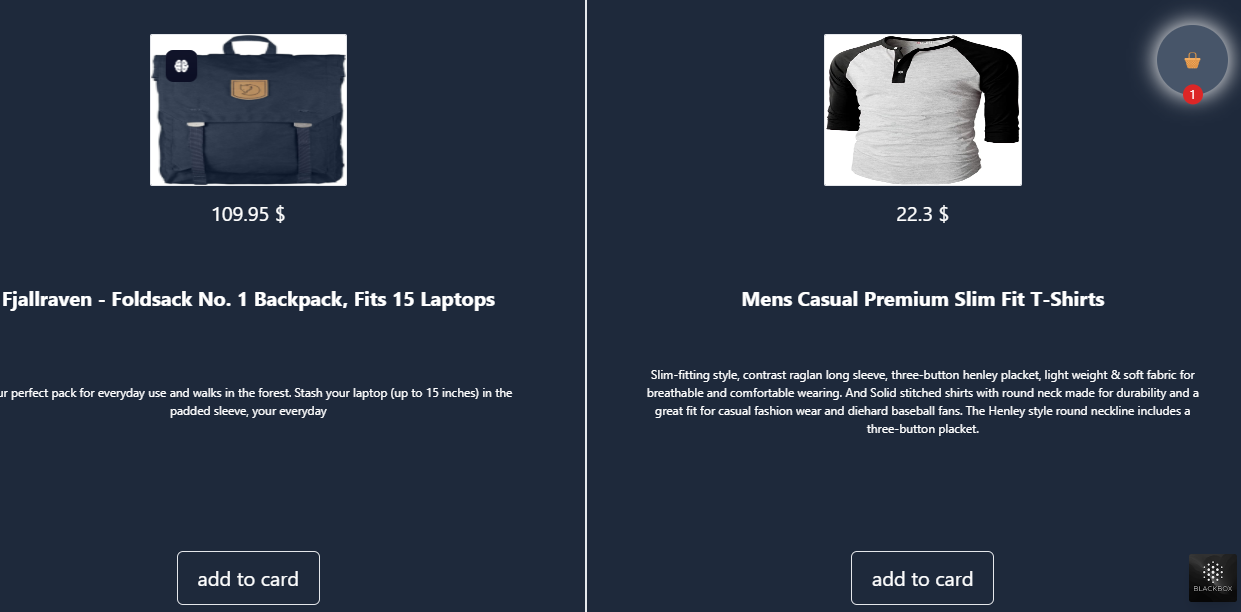 109.95 $
Fjallraven - Foldsack No. 1 Backpack, Fits 15 Laptops
perfect pack for everyday use and walks in the forest. Stash your laptop (up to 15 inches) in the
padded sleeve, your everyday
add to card
1
22.3 $
Mens Casual Premium Slim Fit T-Shirts
Slim-fitting style, contrast raglan long sleeve, three-button henley placket, light weight & soft fabric for
breathable and comfortable wearing. And Solid stitched shirts with round neck made for durability and a
great fit for casual fashion wear and diehard baseball fans. The Henley style round neckline includes a
three-button placket.
add to card
BLACKBOX